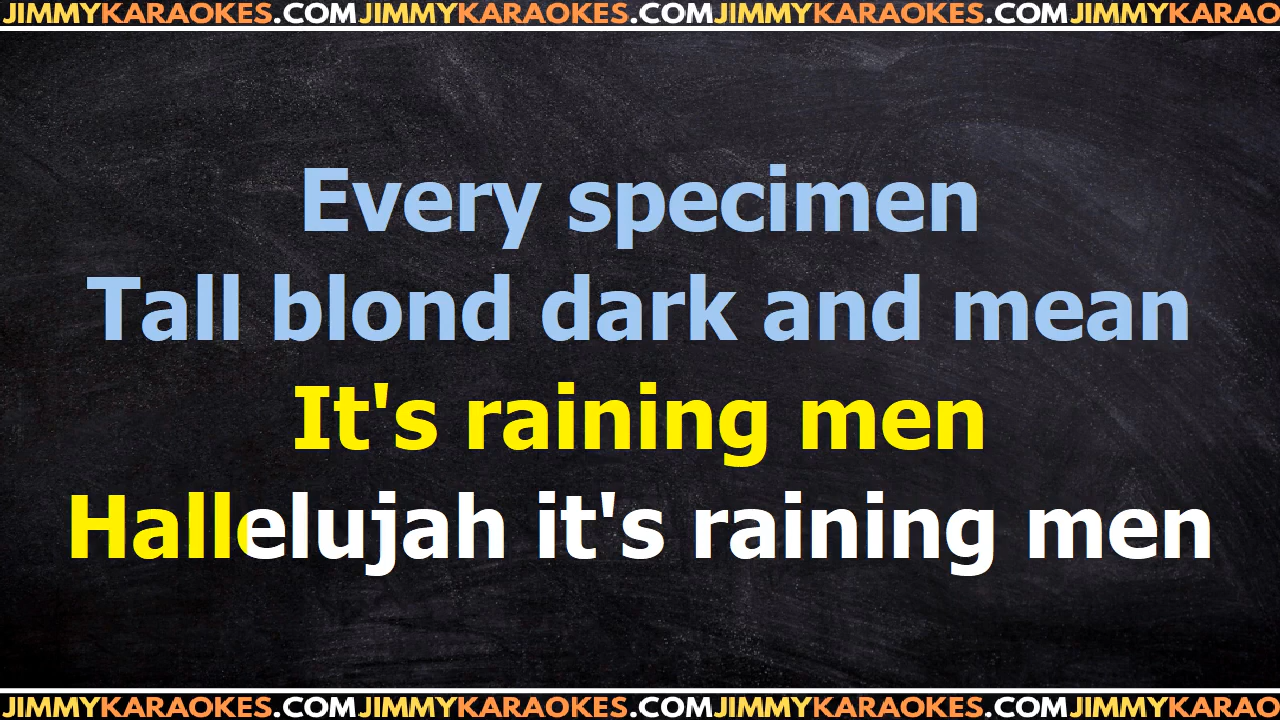 JIMMYKARAOKES.COMJIMMYKARAOKES.COMJIMMYKARAOKES.COMJIMMYKARAO
Every specimen
Tall blond dark and mean
It's raining men
Hallelujah it's raining men
JIMMYKARAOKES.COMJIMMYKARAOKES.COMJIMMYKARAOKES.COMJIMMYKARAO